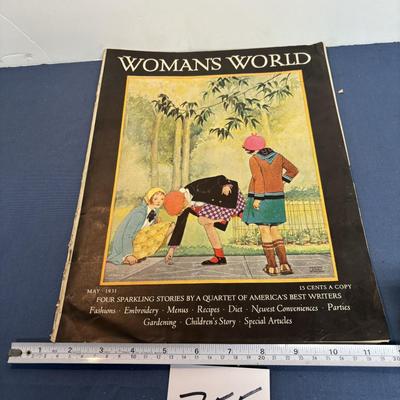 WOMAN'S WORLD
MAY · 1931 15 CENTS A COPY
FOUR SPARKLING STORIES BY A QUARTET OF AMERICA'S BEST WRITERS
Fashions · Embroidery · Menus · Recipes · Diet · Newest Conveniences · Parties
Gardening · Children's Story · Special Articles